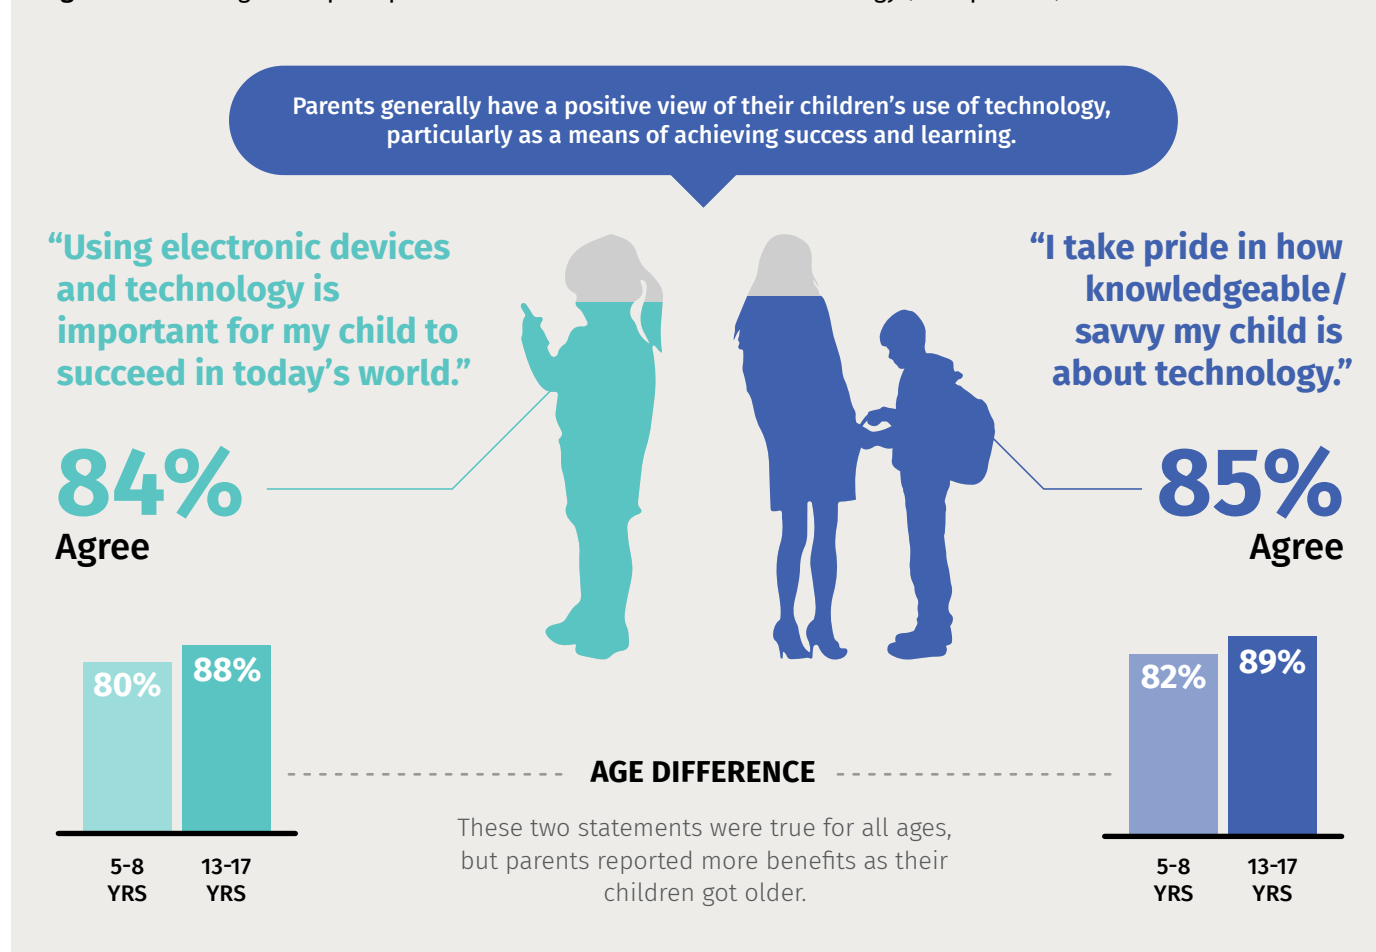 Parents generally have a positive view of their children’s use of technology,
particularly as a means of achieving success and learning.
“Using electronic devices
and technology is
important for my child to
succeed in today’s world.”
84%
Agree
“I take pride in how
knowledgeable/
savvy my child is
about technology.”
85%
Agree
80%
88%
5-8
YRS
13-17
YRS
AGE DIFFERENCE
These two statements were true for all ages,
but parents reported more benefits as their
children got older.
82%
89%
5-8
YRS
13-17
YRS